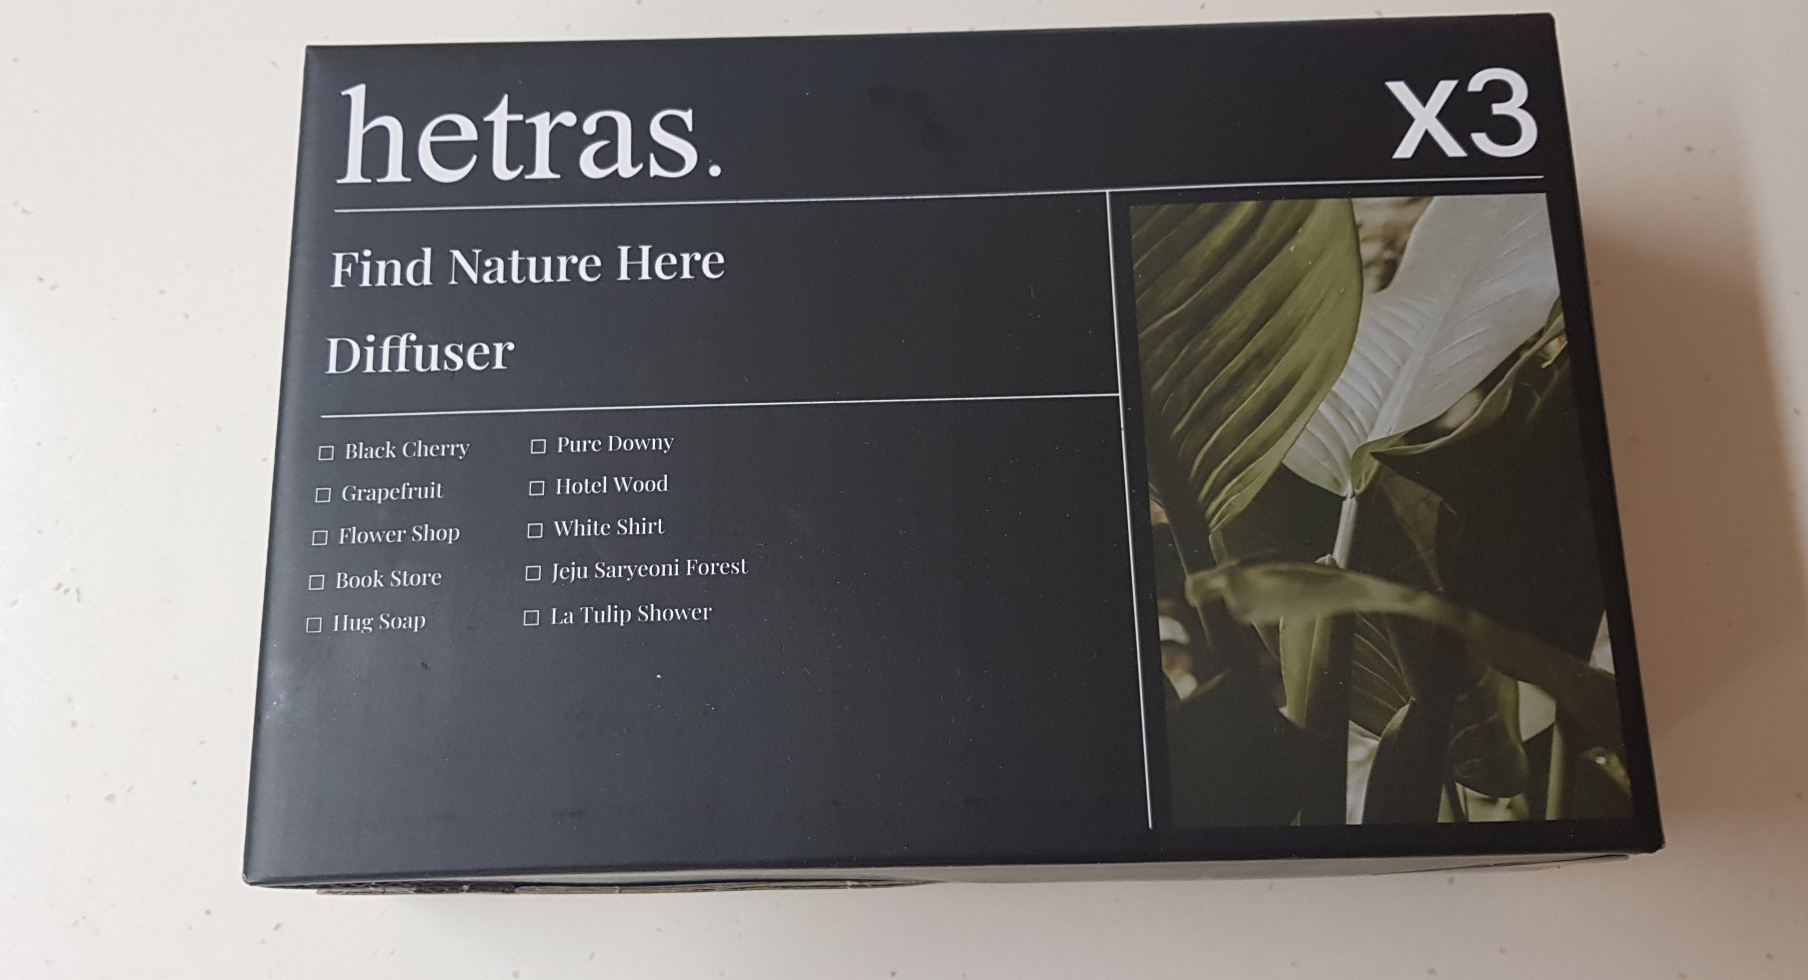 hetras.
X3
Find Nature Here
Diffuser
☐ Black Cherry
☐ Grapefruit
☐ Flower Shop
☐ Book Store
☐ Hug Soap
☐ Pure Downy
☐ Hotel Wood
☐ White Shirt
☐ Jeju Saryeoni Forest
☐ La Tulip Shower